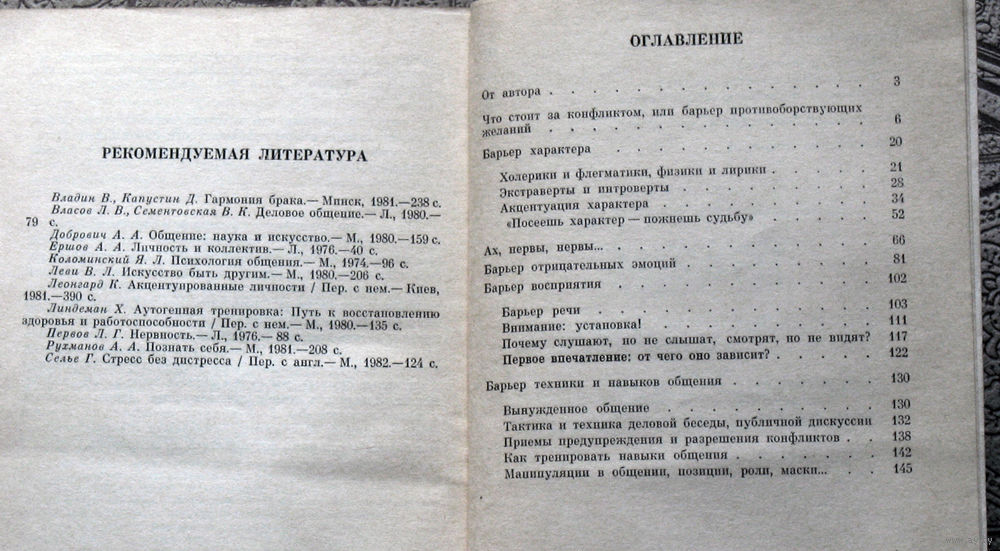 РЕКОМЕНДУЕМАЯ ЛИТЕРАТУРА
Владин В., Капустин Д. Гармония брака.— Минск, 1981.—238 с.
Власов Л. В., Сементовская В. К. Деловое общение.— Л., 1980.—
79 с.
Добрович А. А. Общение: наука и искусство.— М., 1980.—159 с.
Ершов А. А. Личность и коллектив.— Л., 1976.—40 с.
Коломинский Я. Л. Психология общения.— М., 1974.—96 с.
Леви В. Л. Искусство быть другим.— М., 1980.—206 с.
Леонгард К. Акцентуированные личности / Пер. с нем.— Киев,
1981.—390 с.
Линдеман Х. Аутогенная тренировка: Путь к восстановлению
здоровья и работоспособности / Пер. с нем.— М., 1980.—135 с.
Первов Л. Г. Нервность.— Л., 1976.— 88 с.
Рухманов А. А. Познать себя.— М., 1981.—208 с.
Селье Г. Стресс без дистресса / Пер. с англ.— М., 1982.—124 с.
ОГЛАВЛЕНИЕ
От автора . . . . . . . . . . . . . . 3
Что стоит за конфликтом, или барьер противоборствующих
желаний . . . . . . . . . . . . . . 6
Барьер характера . . . . . . . . . . . 20
Холерики и флегматики, физики и лирики . . . . 21
Экстраверты и интроверты . . . . . . . . 28
Акцентуация характера . . . . . . . . . 34
«Посеешь характер — пожнешь судьбу» . . . . . 52
Ах, нервы, нервы... . . . . . . . . . . . 66
Барьер отрицательных эмоций . . . . . . . . 81
Барьер восприятия . . . . . . . . . . . 102
Барьер речи . . . . . . . . . . . . 103
Внимание: установка! . . . . . . . . . 111
Почему слушают, но не слышат, смотрят, но не видят? 117
Первое впечатление: от чего оно зависит? . . . . 122
Барьер техники и навыков общения . . . . . . . 130
Вынужденное общение . . . . . . . . . 130
Тактика и техника деловой беседы, публичной дискуссии 132
Приемы предупреждения и разрешения конфликтов . . 138
Как тренировать навыки общения . . . . . . 142
Манипуляции в общении, позиции, роли, маски... . . 145
www.ay.by